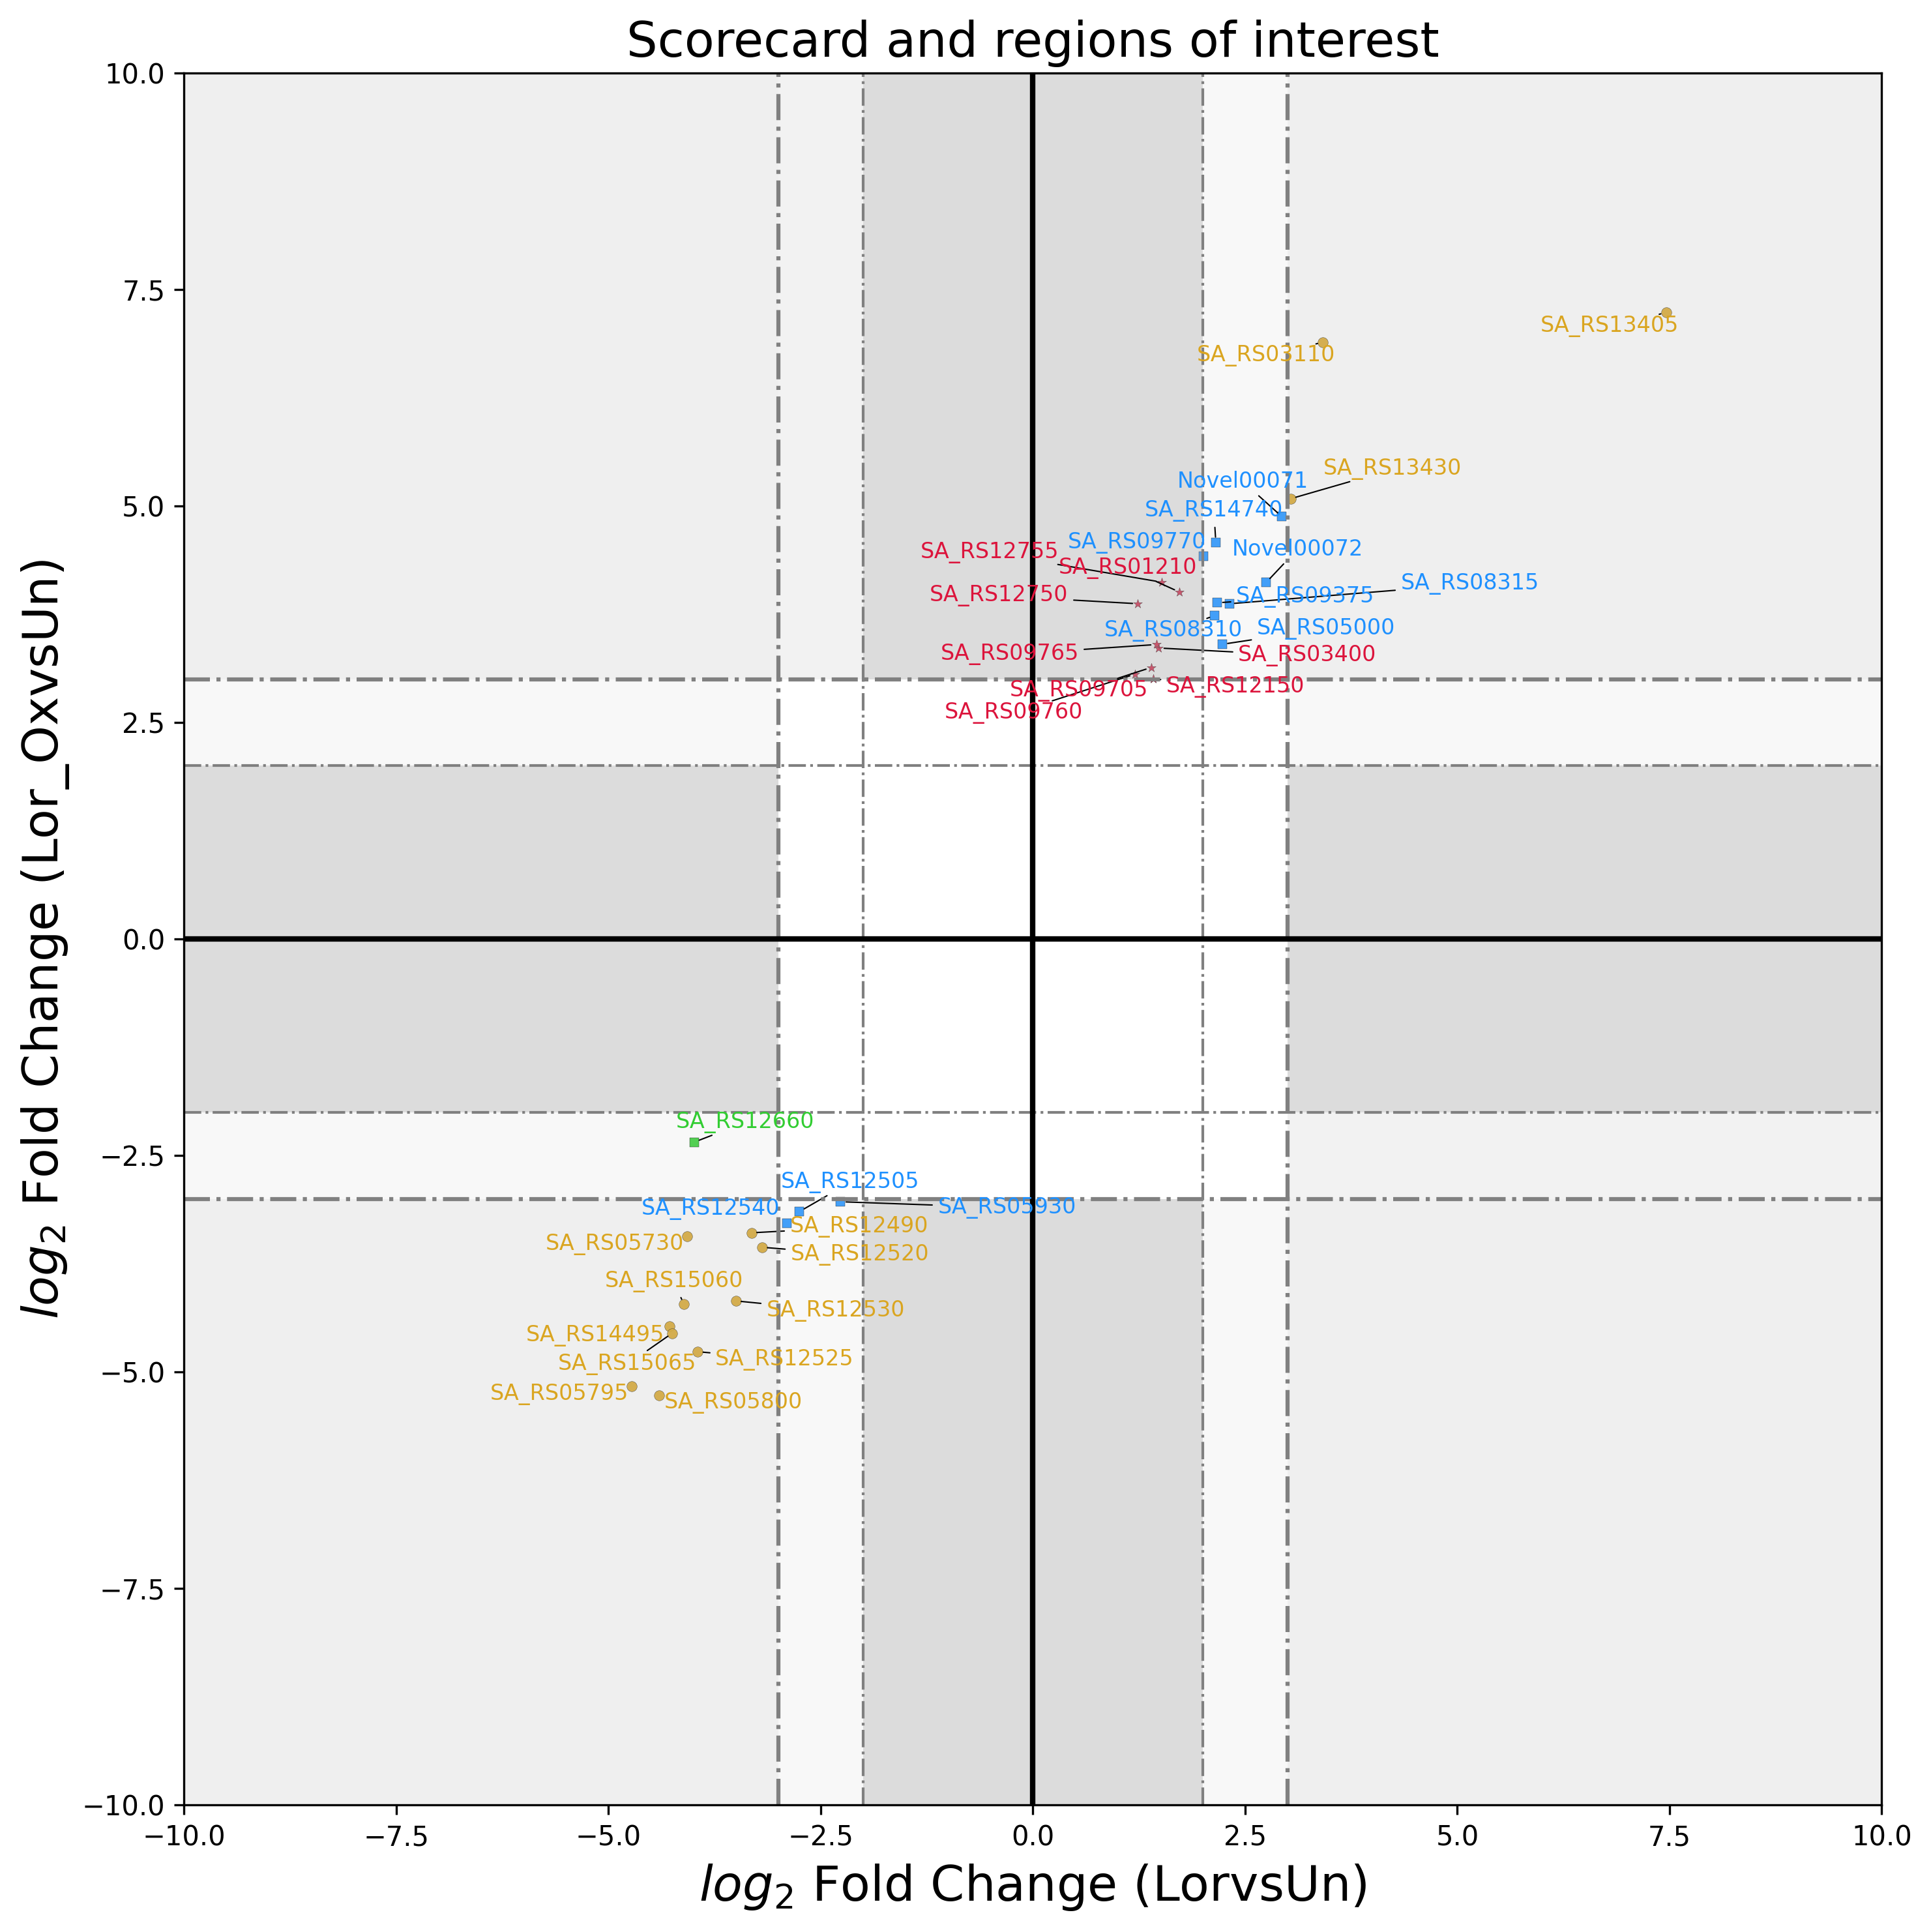 Scorecard and regions of interest
log2 Fold Change (Lor_OxvsUn)
10.0
7.5
5.0
2.5
0.0
−2.5
−5.0
−7.5
−10.0
SA_RS13405
SA_RS03110
SA_RS13430
Novel00071
SA_RS14740
SA_RS09770
Novel00072
SA_RS12755
SA_RS01210
SA_RS08315
SA_RS12750
SA_RS09375
SA_RS08310
SA_RS05000
SA_RS09765
SA_RS03400
SA_RS09705
SA_RS12150
SA_RS09760
SA_RS12660
SA_RS12505
SA_RS12540
SA_RS05930
SA_RS12490
SA_RS05730
SA_RS12520
SA_RS15060
SA_RS12530
SA_RS14495
SA_RS15065
SA_RS12525
SA_RS05795
SA_RS05800
−10.0
−7.5
−5.0
−2.5
0.0
2.5
5.0
7.5
10.0
log2 Fold Change (LorvsUn)